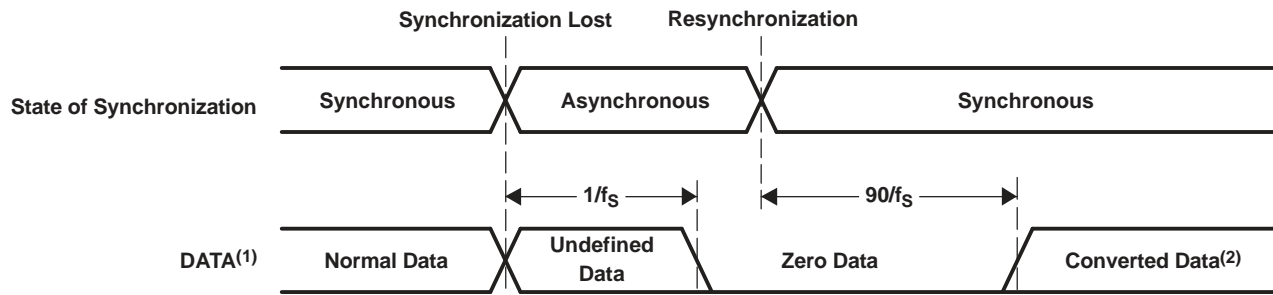 Synchronization Lost
Resynchronization
State of Synchronization
Synchronous
Asynchronous
Synchronous
1/fS
90/fS
DATA(1)
Normal Data
Undefined
Data
Zero Data
Converted Data(2)